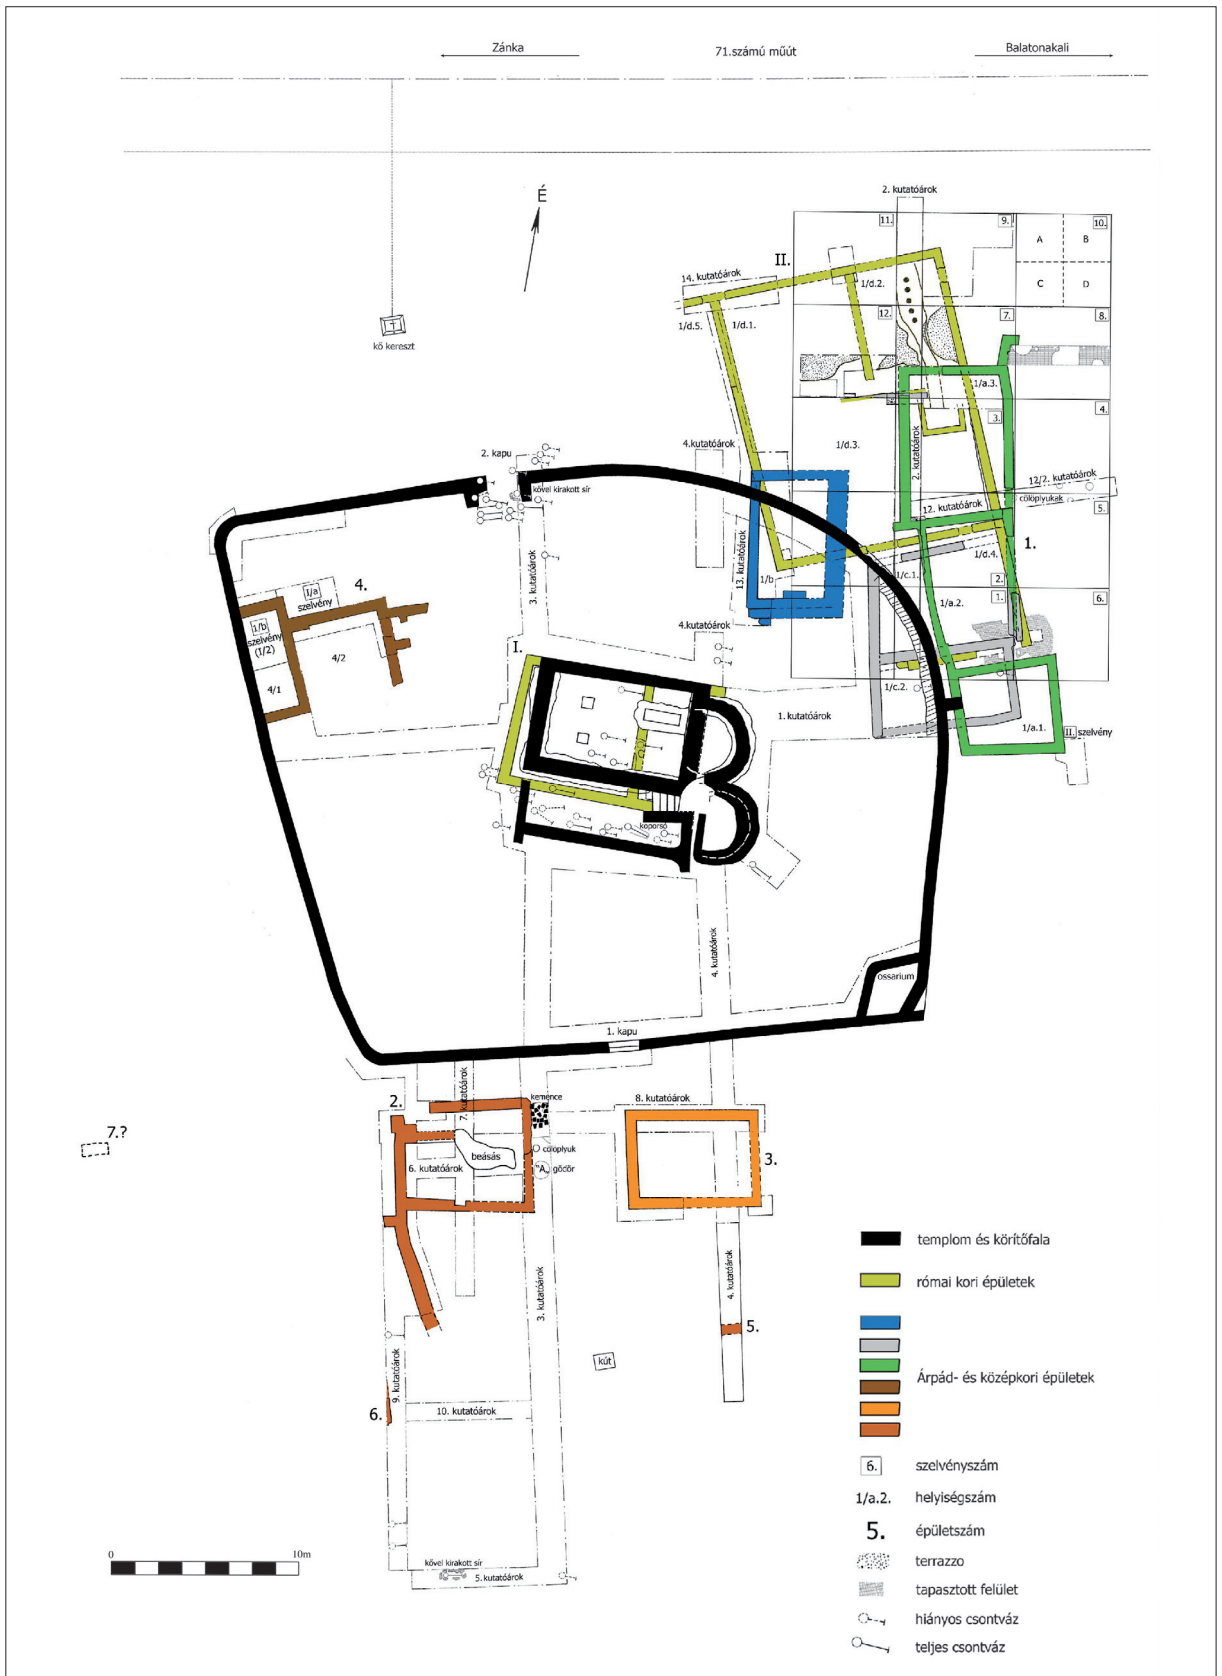 Zánka
71.számú műút
Balatonakali
É
2. kutatóárok
11.
9.
10.
A
B
II.
14. kutatóárok
1/d.2.
C
D
1/d.5.
1/d.1.
12.
7.
8.
kő kereszt
1/a.3.
3.
4.
4.kutatóárok
1/d.3.
2. kutatóárok
2. kapu
kővel kirakott sír
12/2. kutatóárok
cölöplyukak
12. kutatóárok
5.
1.
13. kutatóárok
3. kutatóárok
1/d.4.
1/b
1/c.1.
2.
4.
I/a
szelvény
1/a.2.
1.
6.
I/b
szelvény
(I/2)
4.kutatóárok
4/2
I.
4/1
1/c.2.
1. kutatóárok
1/a.1.
II. szelvény
koporsó
4. kutatóárok
ossarium
1. kapu
7. kutatóárok
kemence
8. kutatóárok
2.
7.?
cölöplyuk
beásás
6. kutatóárok
"A„ gödör
3.
templom és körítőfala
3. kutatóárok
4. kutatóárok
római kori épületek
5.
kút
9. kutatóárok
Árpád- és középkori épületek
6.
10. kutatóárok
6.
szelvényszám
1/a.2.
helyiségszám
5.
épületszám
0
10m
kővel kirakott sír
terrazzo
5. kutatóárok
tapasztott felület
hiányos csontváz
teljes csontváz